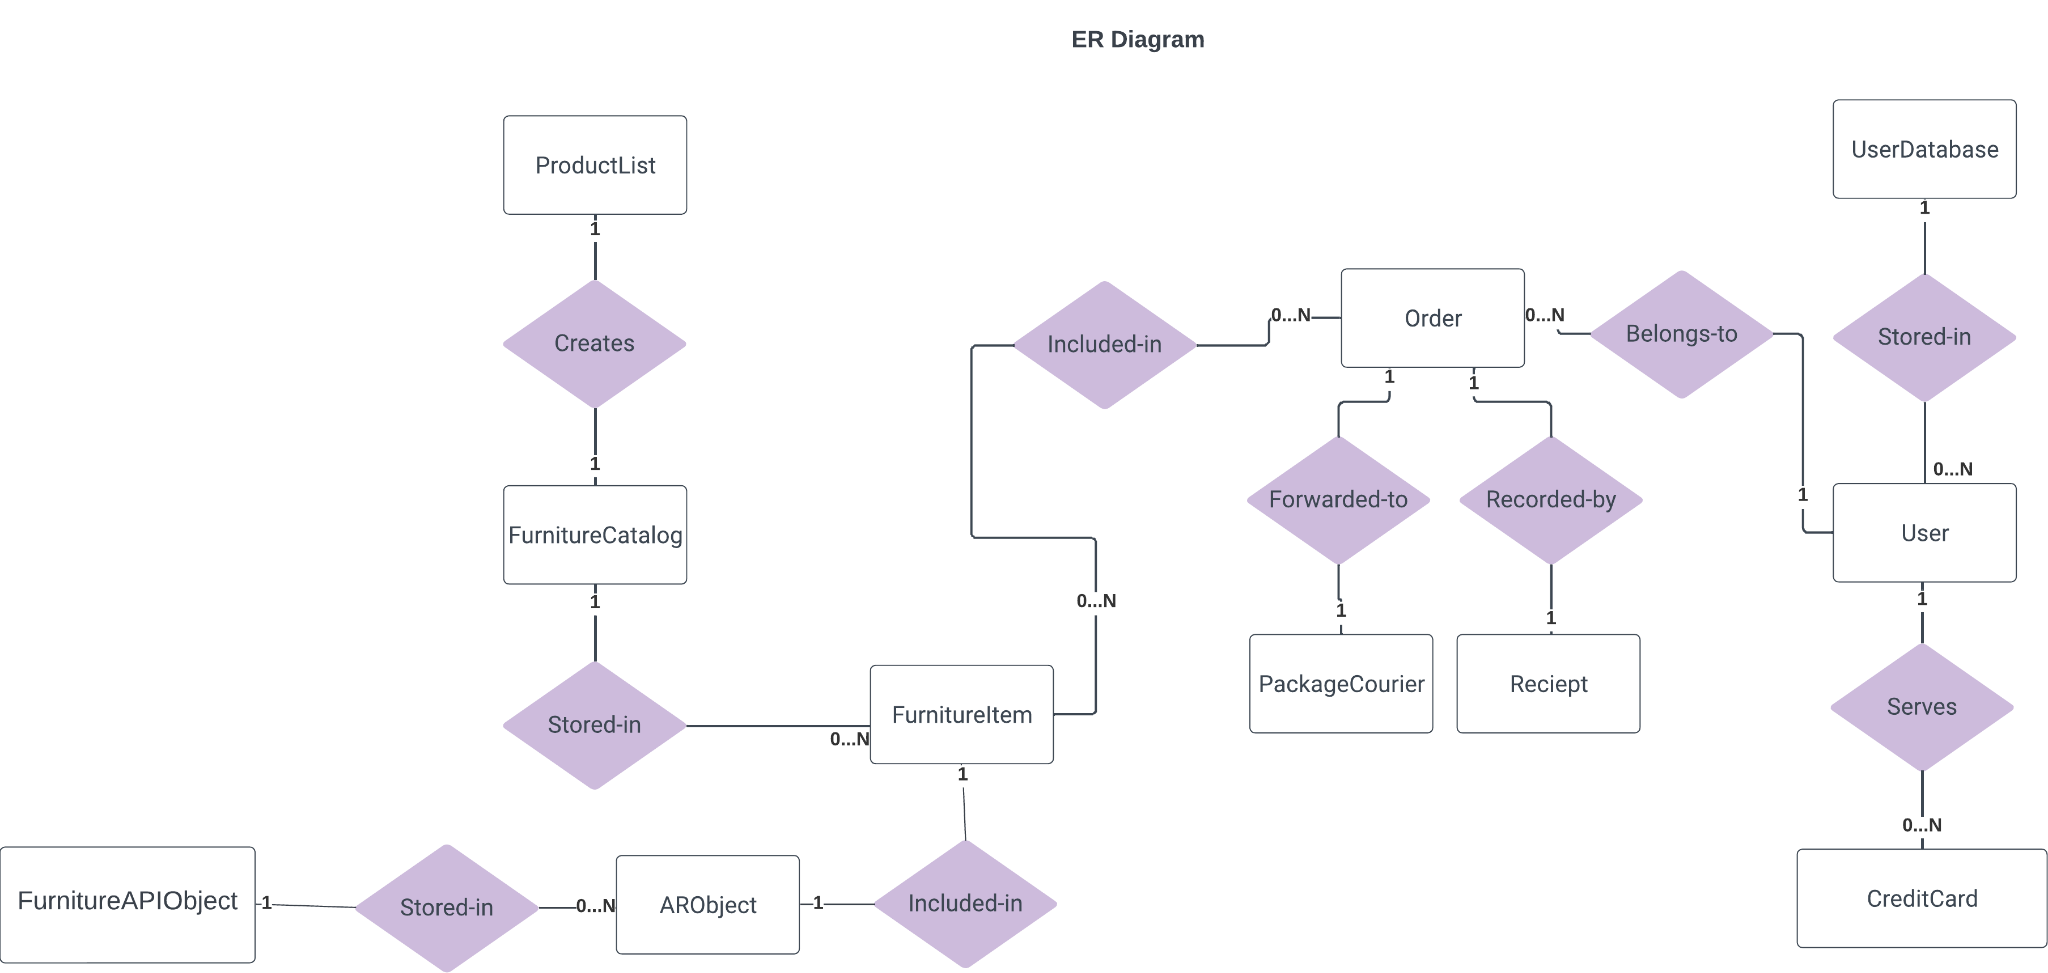 ER Diagram
ProductList
1
Creates
1
FurnitureCatalog
1
Stored-in
0...N
FurnitureItem
0...N
Included-in
0...N
Order
0...N
Belongs-to
1
UserDatabase
1
Stored-in
0...N
User
1
Serves
0...N
CreditCard
1
Forwarded-to
1
PackageCourier
1
Recorded-by
1
Reciept
1
Included-in
1
ARObject
0...N
Stored-in
1
FurnitureAPIObject